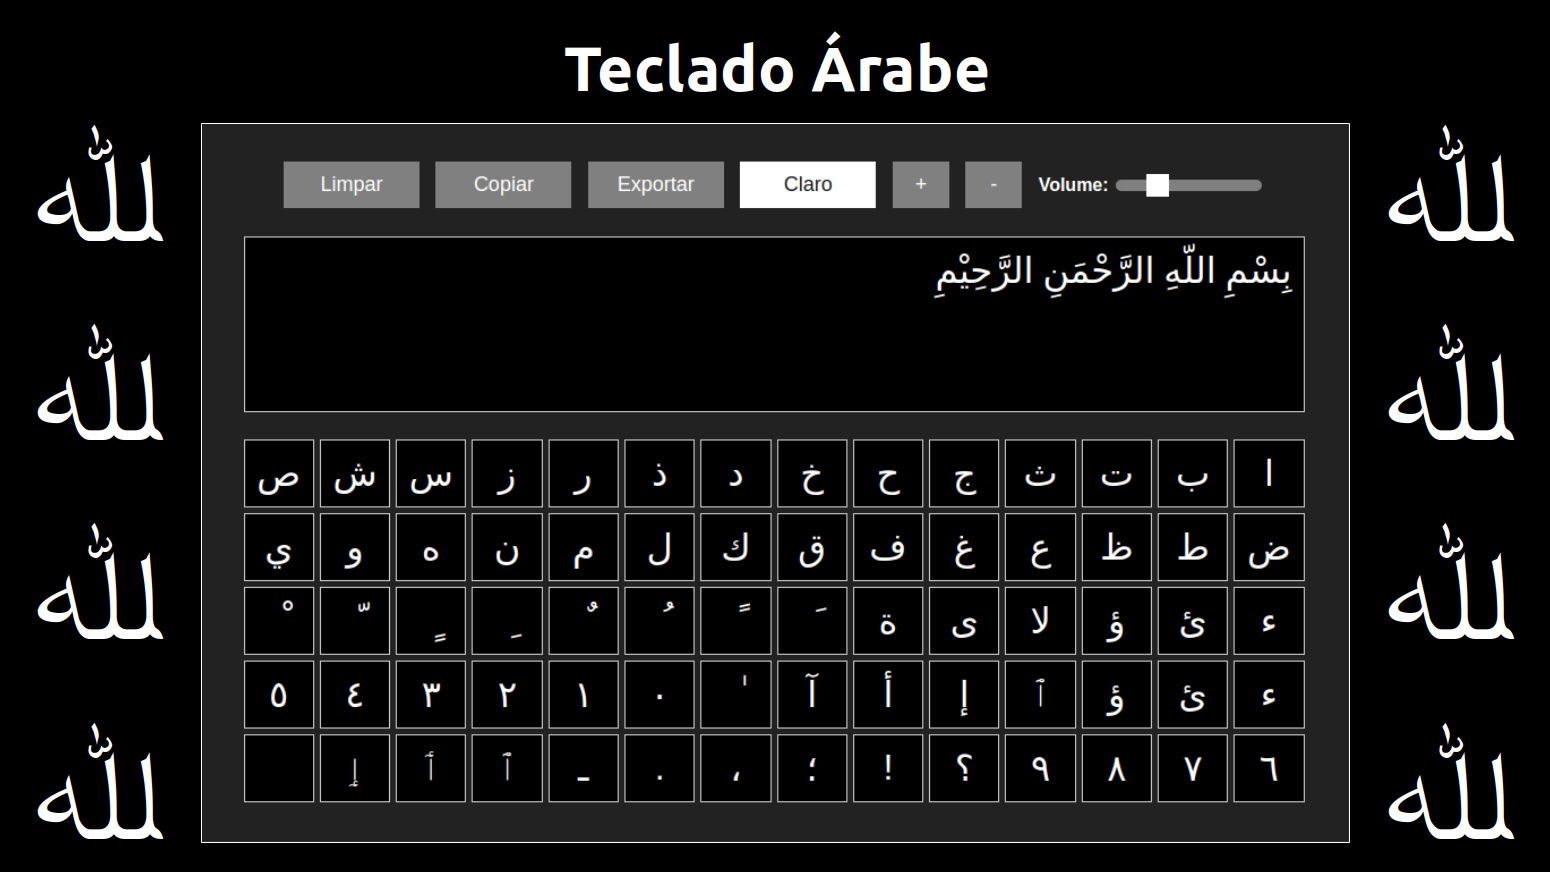 Teclado Árabe
Limpar Copiar Exportar Claro + - Volume:
بِسْمِ اللّهِ الرَّحْمَنِ الرَّحِيْمِ
ا ب ت ث ج ح خ د ذ ر ز س ش ص
ض ط ظ ع غ ف ق ك ل م ن ه و ي
ء ئ ؤ لا ى ة َ ً ُ ٌ ِ ٍ ّ ْ
ء ئ ؤ ٱ إ أ آ ٰ ٠ ١ ٢ ٣ ٤ ٥
٦ ٧ ٨ ٩ ؟ ! ؛ ، . ـ
لله
لله
لله
لله
لله
لله
لله
لله